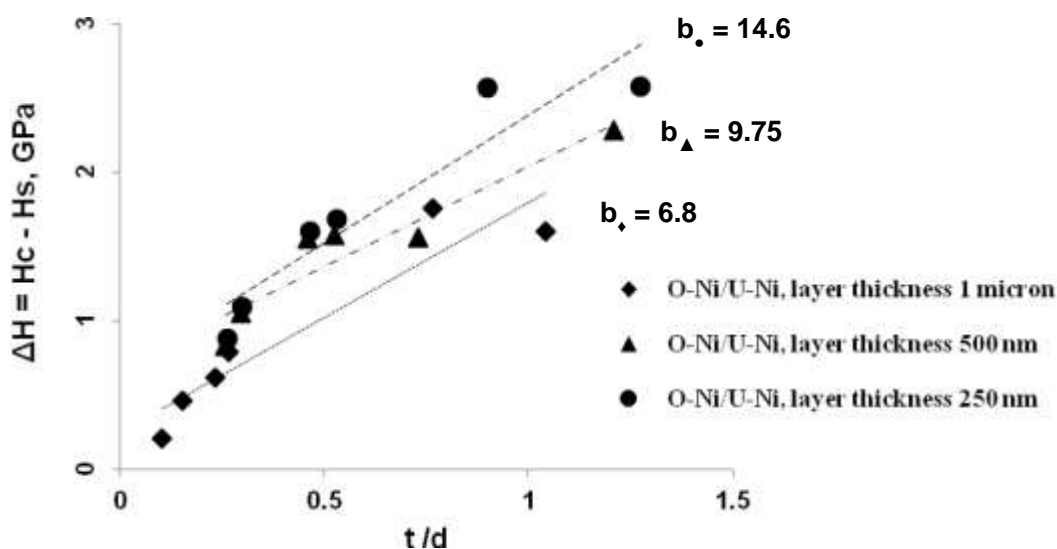 3
b● = 14.6
b▲ = 9.75
2
b♦ = 6.8
ΔH = Hc - Hs, GPa
◆ O-Ni/U-Ni, layer thickness 1 micron
1
▲ O-Ni/U-Ni, layer thickness 500 nm
● O-Ni/U-Ni, layer thickness 250 nm
0
0 0.5 1 1.5
t /d